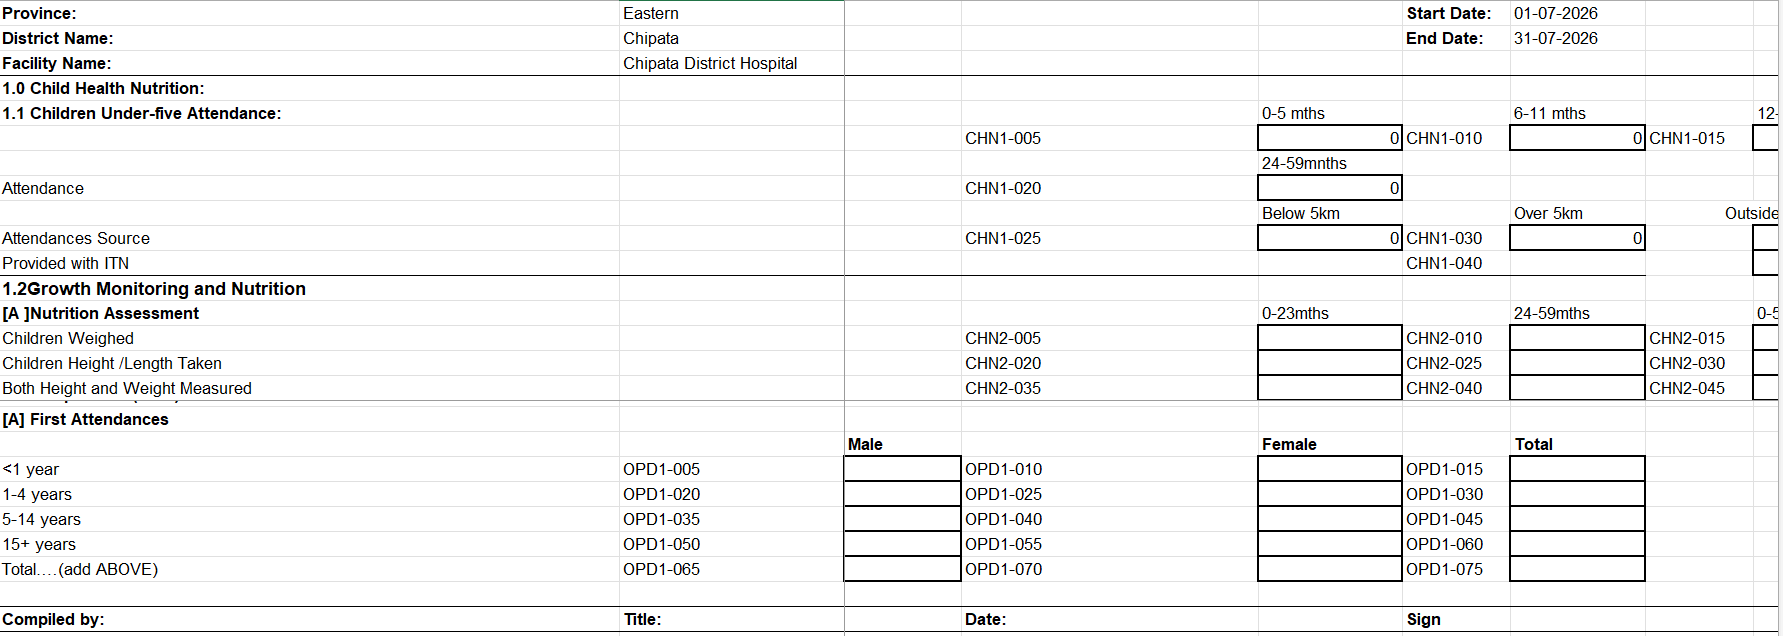 Province: Eastern Start Date: 01-07-2026
District Name: Chipata End Date: 31-07-2026
Facility Name: Chipata District Hospital
1.0 Child Health Nutrition:
1.1 Children Under-five Attendance: 0-5 mths 6-11 mths 12-
CHN1-005 0 CHN1-010 0 CHN1-015
24-59mnths
Attendance CHN1-020 0
Below 5km Over 5km Outside
Attendances Source CHN1-025 0 CHN1-030 0
Provided with ITN CHN1-040
1.2Growth Monitoring and Nutrition
[A ]Nutrition Assessment 0-23mths 24-59mths 0-5
Children Weighed CHN2-005 CHN2-010 CHN2-015
Children Height /Length Taken CHN2-020 CHN2-025 CHN2-030
Both Height and Weight Measured CHN2-035 CHN2-040 CHN2-045
[A] First Attendances
Male Female Total
<1 year OPD1-005 OPD1-010 OPD1-015
1-4 years OPD1-020 OPD1-025 OPD1-030
5-14 years OPD1-035 OPD1-040 OPD1-045
15+ years OPD1-050 OPD1-055 OPD1-060
Total....(add ABOVE) OPD1-065 OPD1-070 OPD1-075
Compiled by: Title: Date: Sign